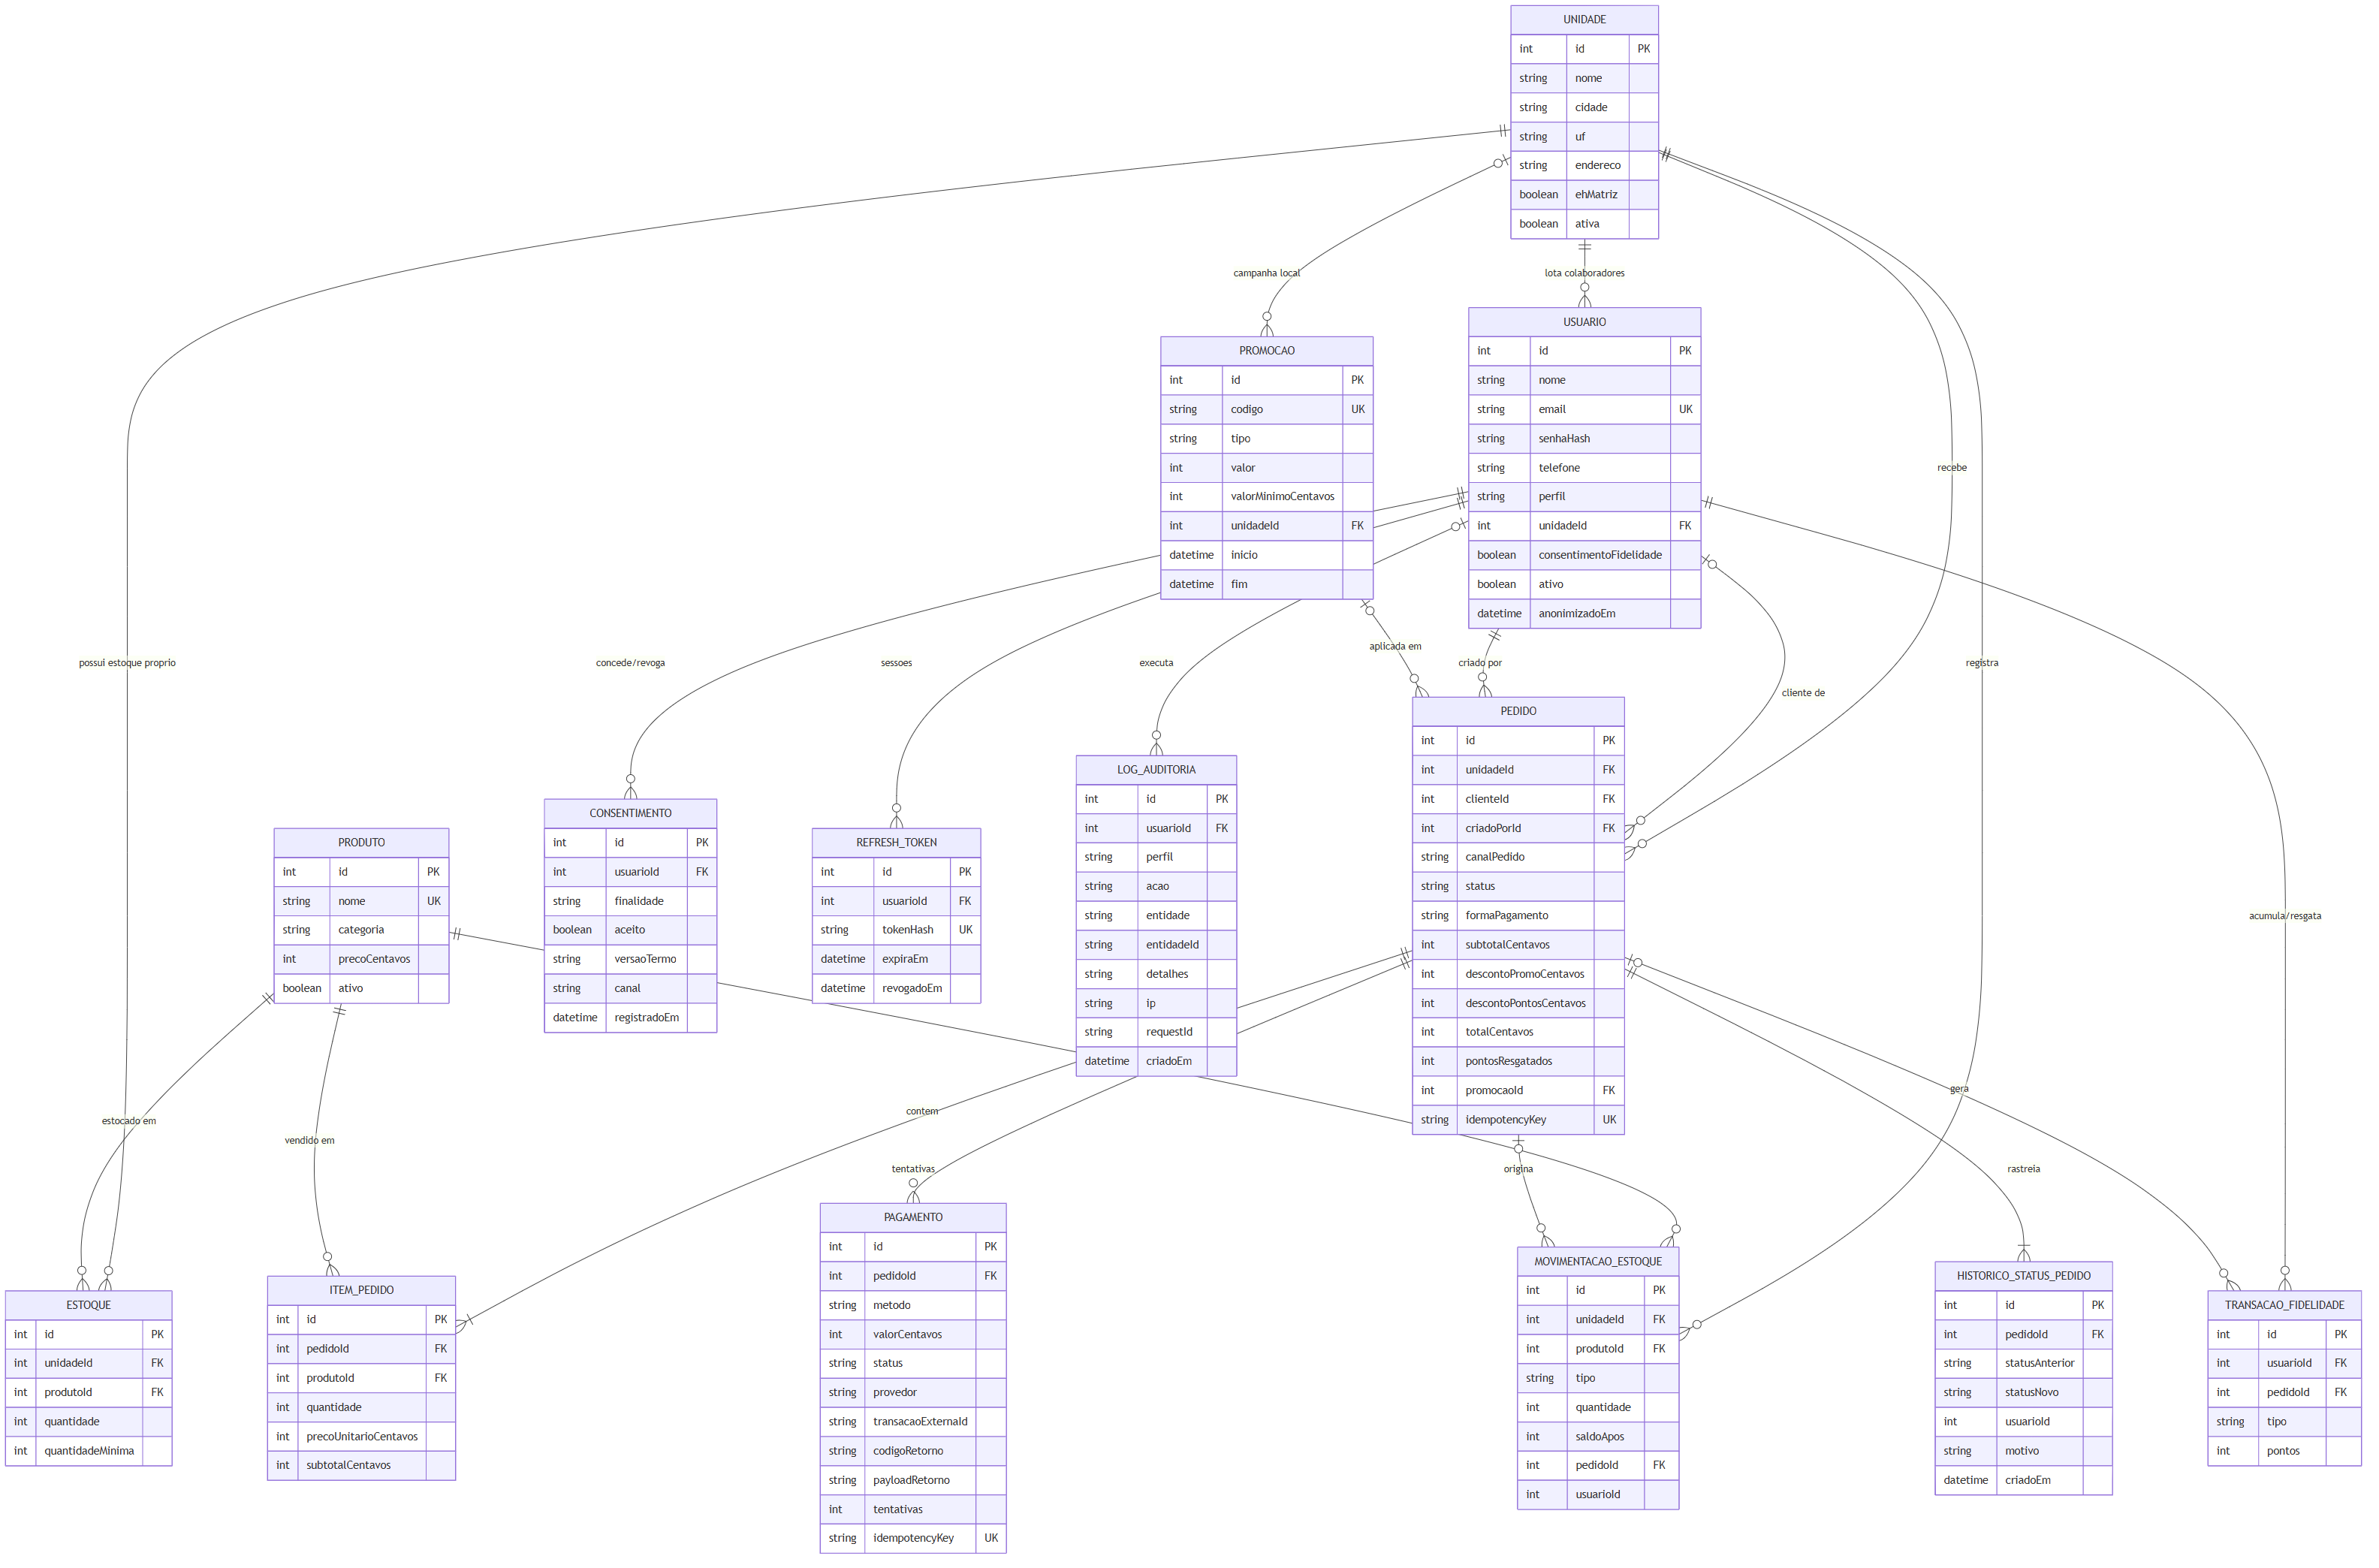 UNIDADE
int id PK
string nome
string cidade
string uf
string endereco
boolean ehMatriz
boolean ativa
campanha local
lota colaboradores
PROMOCAO
int id PK
string codigo UK
string tipo
int valor
int valorMinimoCentavos
int unidadeId FK
datetime inicio
datetime fim
USUARIO
int id PK
string nome
string email UK
string senhaHash
string telefone
string perfil
int unidadeId FK
boolean consentimentoFidelidade
boolean ativo
datetime anonimizadoEm
recebe
possui estoque proprio
concede/revoga
sessoes
executa
aplicada em
criado por
registra
cliente de
PEDIDO
int id PK
int unidadeId FK
int clienteId FK
int criadoPorId FK
string canalPedido
string status
string formaPagamento
int subtotalCentavos
int descontoPromoCentavos
int descontoPontosCentavos
int totalCentavos
int pontosResgatados
int promocaoId FK
string idempotencyKey UK
LOG_AUDITORIA
int id PK
int usuarioId FK
string perfil
string acao
string entidade
string entidadeId
string detalhes
string ip
string requestId
datetime criadoEm
CONSENTIMENTO
int id PK
int usuarioId FK
string finalidade
boolean aceito
string versaoTermo
string canal
datetime registradoEm
REFRESH_TOKEN
int id PK
int usuarioId FK
string tokenHash UK
datetime expiraEm
datetime revogadoEm
PRODUTO
int id PK
string nome UK
string categoria
int precoCentavos
boolean ativo
acumula/resgata
gera
contem
estocado em
vendido em
tentativas
origina
rastreia
PAGAMENTO
int id PK
int pedidoId FK
string metodo
int valorCentavos
string status
string provedor
string transacaoExternaId
string codigoRetorno
string payloadRetorno
int tentativas
string idempotencyKey UK
MOVIMENTACAO_ESTOQUE
int id PK
int unidadeId FK
int produtoId FK
string tipo
int quantidade
int saldoApos
int pedidoId FK
int usuarioId
HISTORICO_STATUS_PEDIDO
int id PK
int pedidoId FK
string statusAnterior
string statusNovo
int usuarioId
string motivo
datetime criadoEm
ITEM_PEDIDO
int id PK
int pedidoId FK
int produtoId FK
int quantidade
int precoUnitarioCentavos
int subtotalCentavos
ESTOQUE
int id PK
int unidadeId FK
int produtoId FK
int quantidade
int quantidadeMinima
TRANSACAO_FIDELIDADE
int id PK
int usuarioId FK
int pedidoId FK
string tipo
int pontos